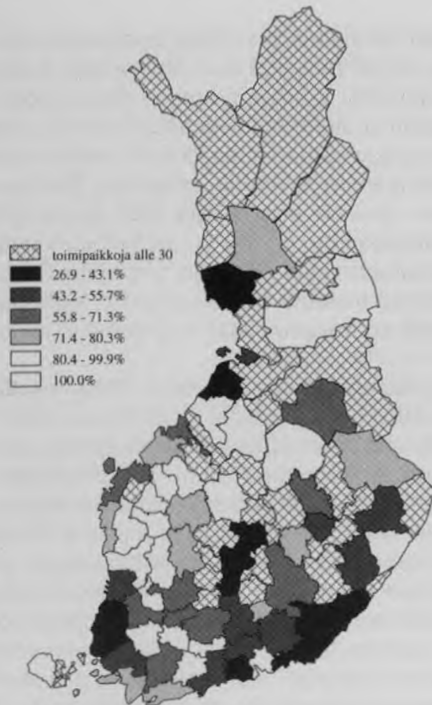 toimipaikkoja alle 30
26.9 - 43.1%
43.2 - 55.7%
55.8 - 71.3%
71.4 - 80.3%
80.4 - 99.9%
100.0%